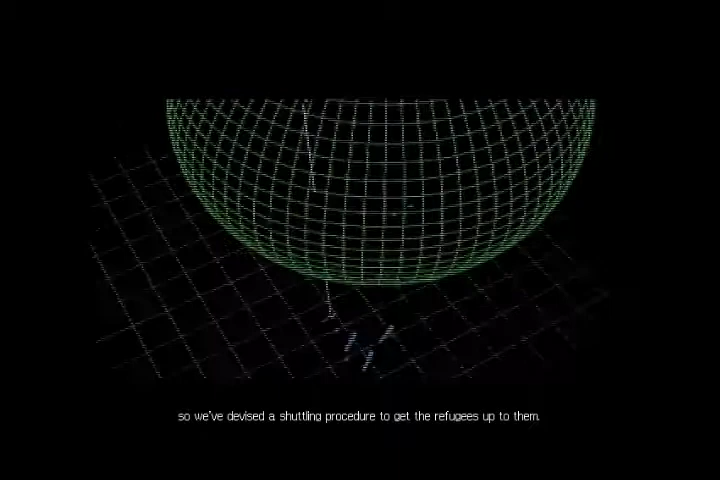 so we've devised a shuttling procedure to get the refugees up to them.